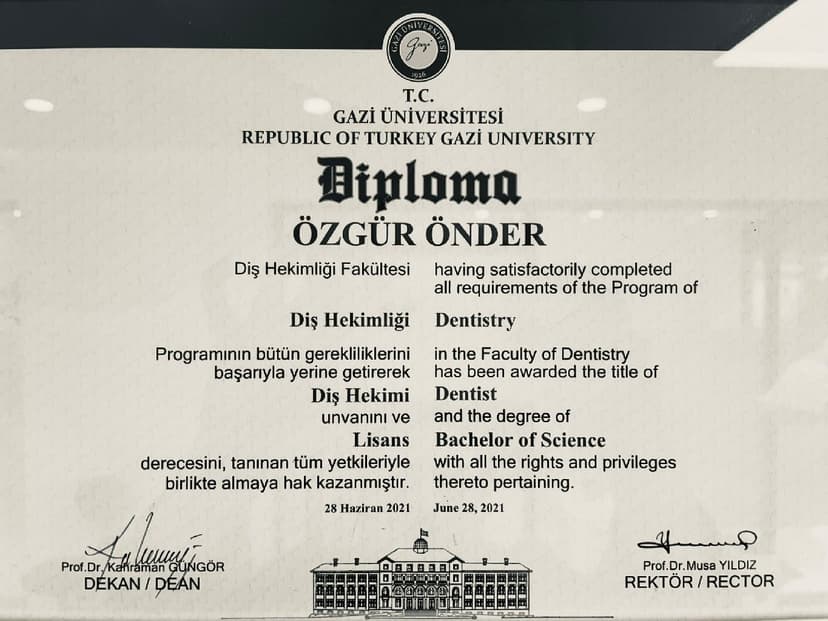 GAZİ ÜNİVERSİTESİ
Gazi
1926
T.C.
GAZİ ÜNİVERSİTESİ
REPUBLIC OF TURKEY GAZİ UNIVERSITY
Diploma
ÖZGÜR ÖNDER
Diş Hekimliği Fakültesi having satisfactorily completed
all requirements of the Program of
Diş Hekimliği Dentistry
Programının bütün gerekliliklerini in the Faculty of Dentistry
başarıyla yerine getirerek has been awarded the title of
Diş Hekimi Dentist
unvanını ve and the degree of
Lisans Bachelor of Science
derecesini, tanınan tüm yetkileriyle with all the rights and privileges
birlikte almaya hak kazanmıştır. thereto pertaining.
28 Haziran 2021 June 28, 2021
Prof.Dr. Kahraman GÜNGÖR Prof.Dr.Musa YILDIZ
DEKAN / DEAN REKTÖR / RECTOR